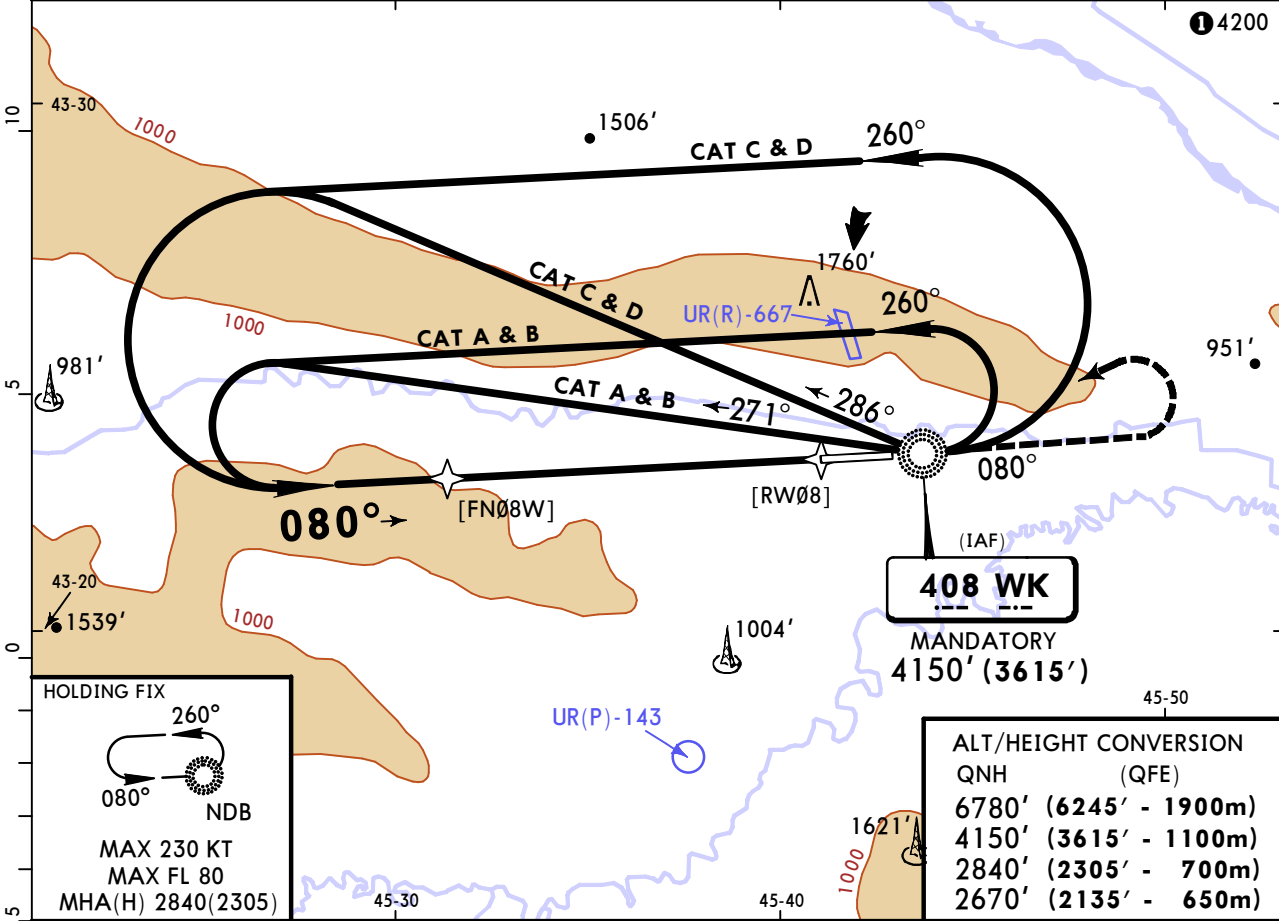 ❶ 4200
10
43-30
1000
1506'
CAT C & D
260°
1760'
CAT C & D
UR(R)-667
260°
1000
CAT A & B
981'
951'
5
CAT A & B
271°
286°
080°
[FNØ8W]
[RWØ8]
080°
(IAF)
408 WK
MANDATORY
4150' (3615')
43-20
1539'
1000
1004'
0
HOLDING FIX
260°
080°
NDB
MAX 230 KT
MAX FL 80
MHA(H) 2840(2305)
UR(P)-143
45-50
1621'
1000
ALT/HEIGHT CONVERSION
QNH (QFE)
6780' (6245' - 1900m)
4150' (3615' - 1100m)
2840' (2305' - 700m)
2670' (2135' - 650m)
5
45-30
45-40